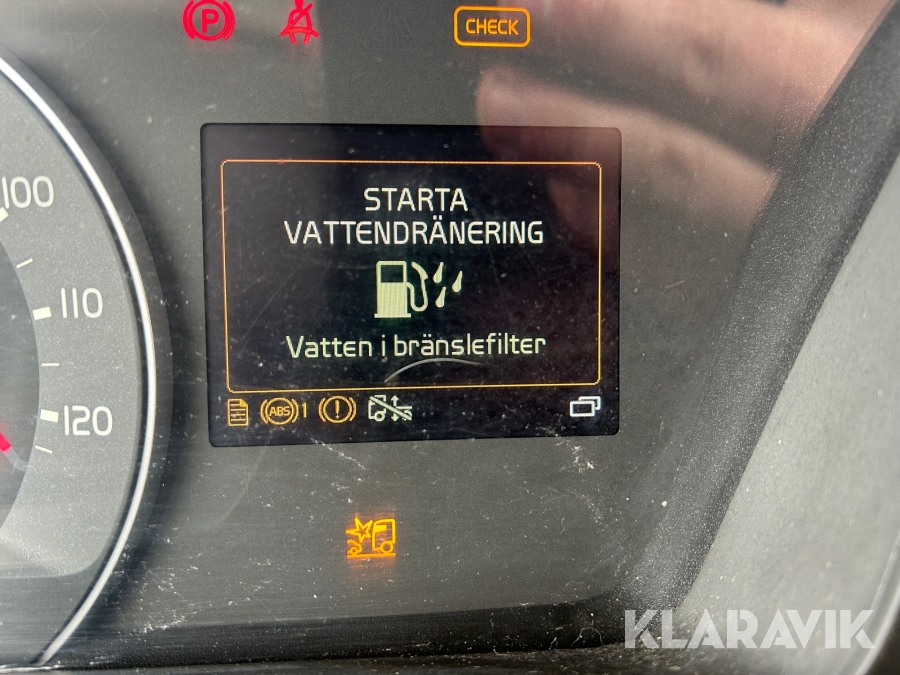 P
CHECK
STARTA
VATTENDRÄNERING
Vatten i bränslefilter
100
110
120
ABS 1
KLARAVIK